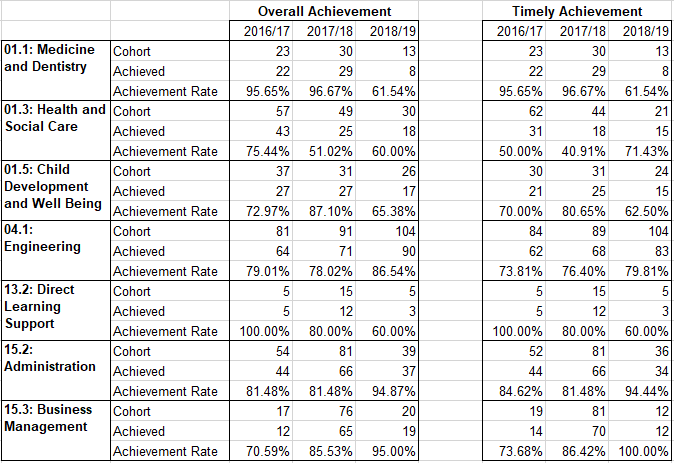 Overall Achievement Timely Achievement
2016/17 2017/18 2018/19 2016/17 2017/18 2018/19
01.1: Medicine and Dentistry Cohort 23 30 13 23 30 13
Achieved 22 29 8 22 29 8
Achievement Rate 95.65% 96.67% 61.54% 95.65% 96.67% 61.54%
01.3: Health and Social Care Cohort 57 49 30 62 44 21
Achieved 43 25 18 31 18 15
Achievement Rate 75.44% 51.02% 60.00% 50.00% 40.91% 71.43%
01.5: Child Development and Well Being Cohort 37 31 26 30 31 24
Achieved 27 27 17 21 25 15
Achievement Rate 72.97% 87.10% 65.38% 70.00% 80.65% 62.50%
04.1: Engineering Cohort 81 91 104 84 89 104
Achieved 64 71 90 62 68 83
Achievement Rate 79.01% 78.02% 86.54% 73.81% 76.40% 79.81%
13.2: Direct Learning Support Cohort 5 15 5 5 15 5
Achieved 5 12 3 5 12 3
Achievement Rate 100.00% 80.00% 60.00% 100.00% 80.00% 60.00%
15.2: Administration Cohort 54 81 39 52 81 36
Achieved 44 66 37 44 66 34
Achievement Rate 81.48% 81.48% 94.87% 84.62% 81.48% 94.44%
15.3: Business Management Cohort 17 76 20 19 81 12
Achieved 12 65 19 14 70 12
Achievement Rate 70.59% 85.53% 95.00% 73.68% 86.42% 100.00%